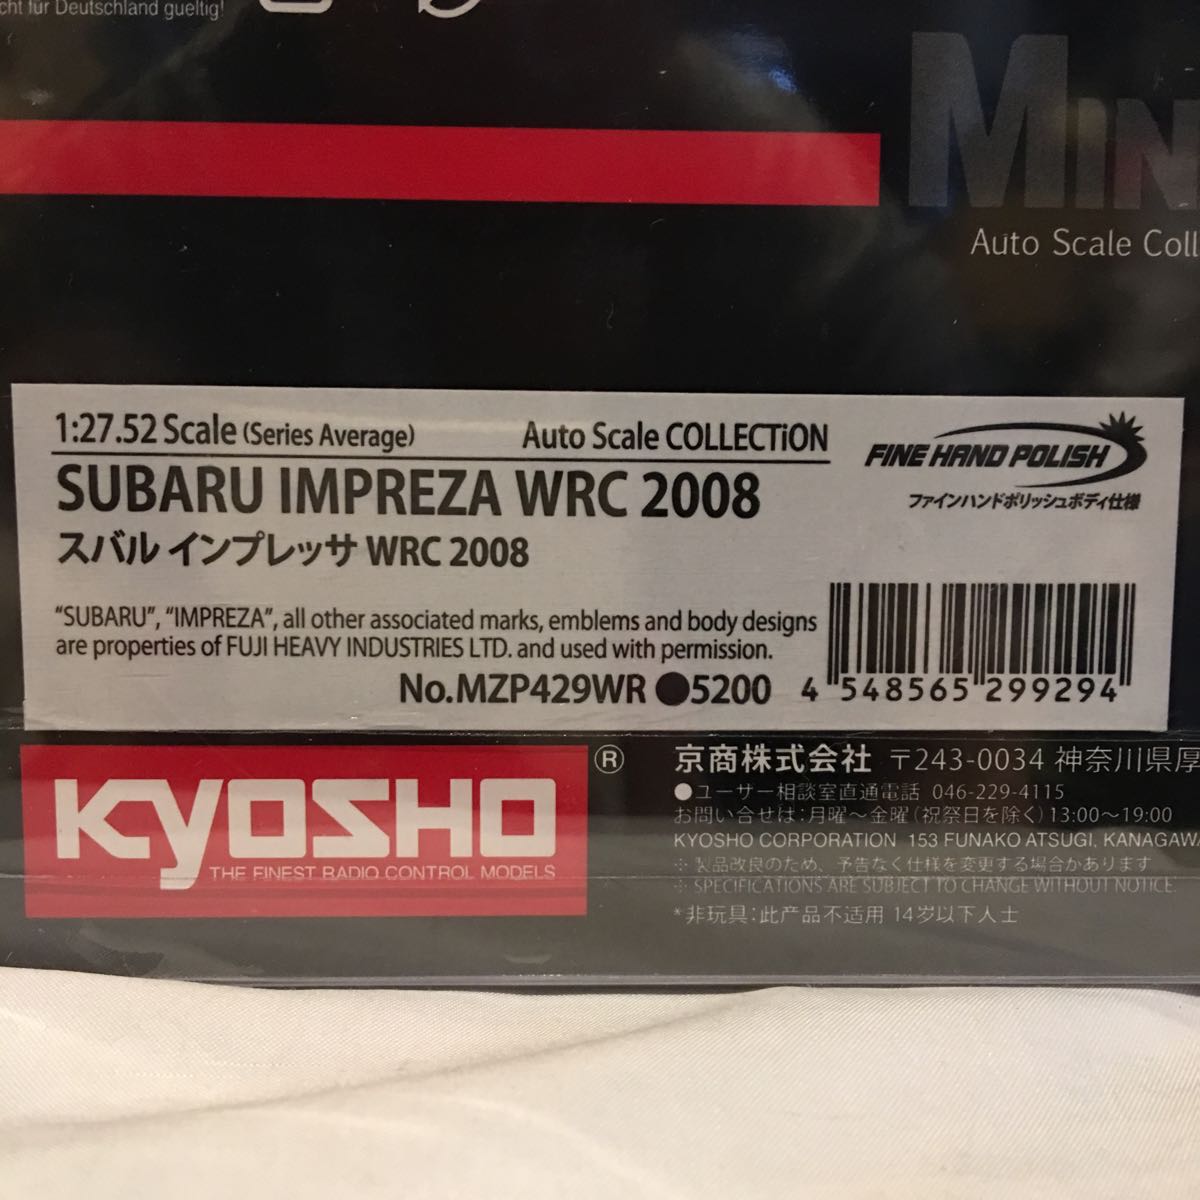 cht für Deutschland gueltig!
MIN
Auto Scale Coll
1:27.52 Scale (Series Average)
Auto Scale COLLECTiON
FINE HAND POLISH
SUBARU IMPREZA WRC 2008
ファインハンドポリッシュボディ仕様
スバル インプレッサ WRC 2008
"SUBARU", "IMPREZA", all other associated marks, emblems and body designs
are properties of FUJI HEAVY INDUSTRIES LTD. and used with permission.
No.MZP429WR ●5200
4 548565 299294
KYOSHO ®
THE FINEST RADIO CONTROL MODELS
京商株式会社 〒243-0034 神奈川県厚
●ユーザー相談室直通電話 046-229-4115
お問い合せは:月曜〜金曜(祝祭日を除く)13:00〜19:00
KYOSHO CORPORATION 153 FUNAKO ATSUGI, KANAGAWA
※ 製品改良のため、予告なく仕様を変更する場合かあります
※ SPECIFICATIONS ARE SUBJECT TO CHANGE WITHOUT NOTICE
*非玩具:此产品不适用 14岁以下人士